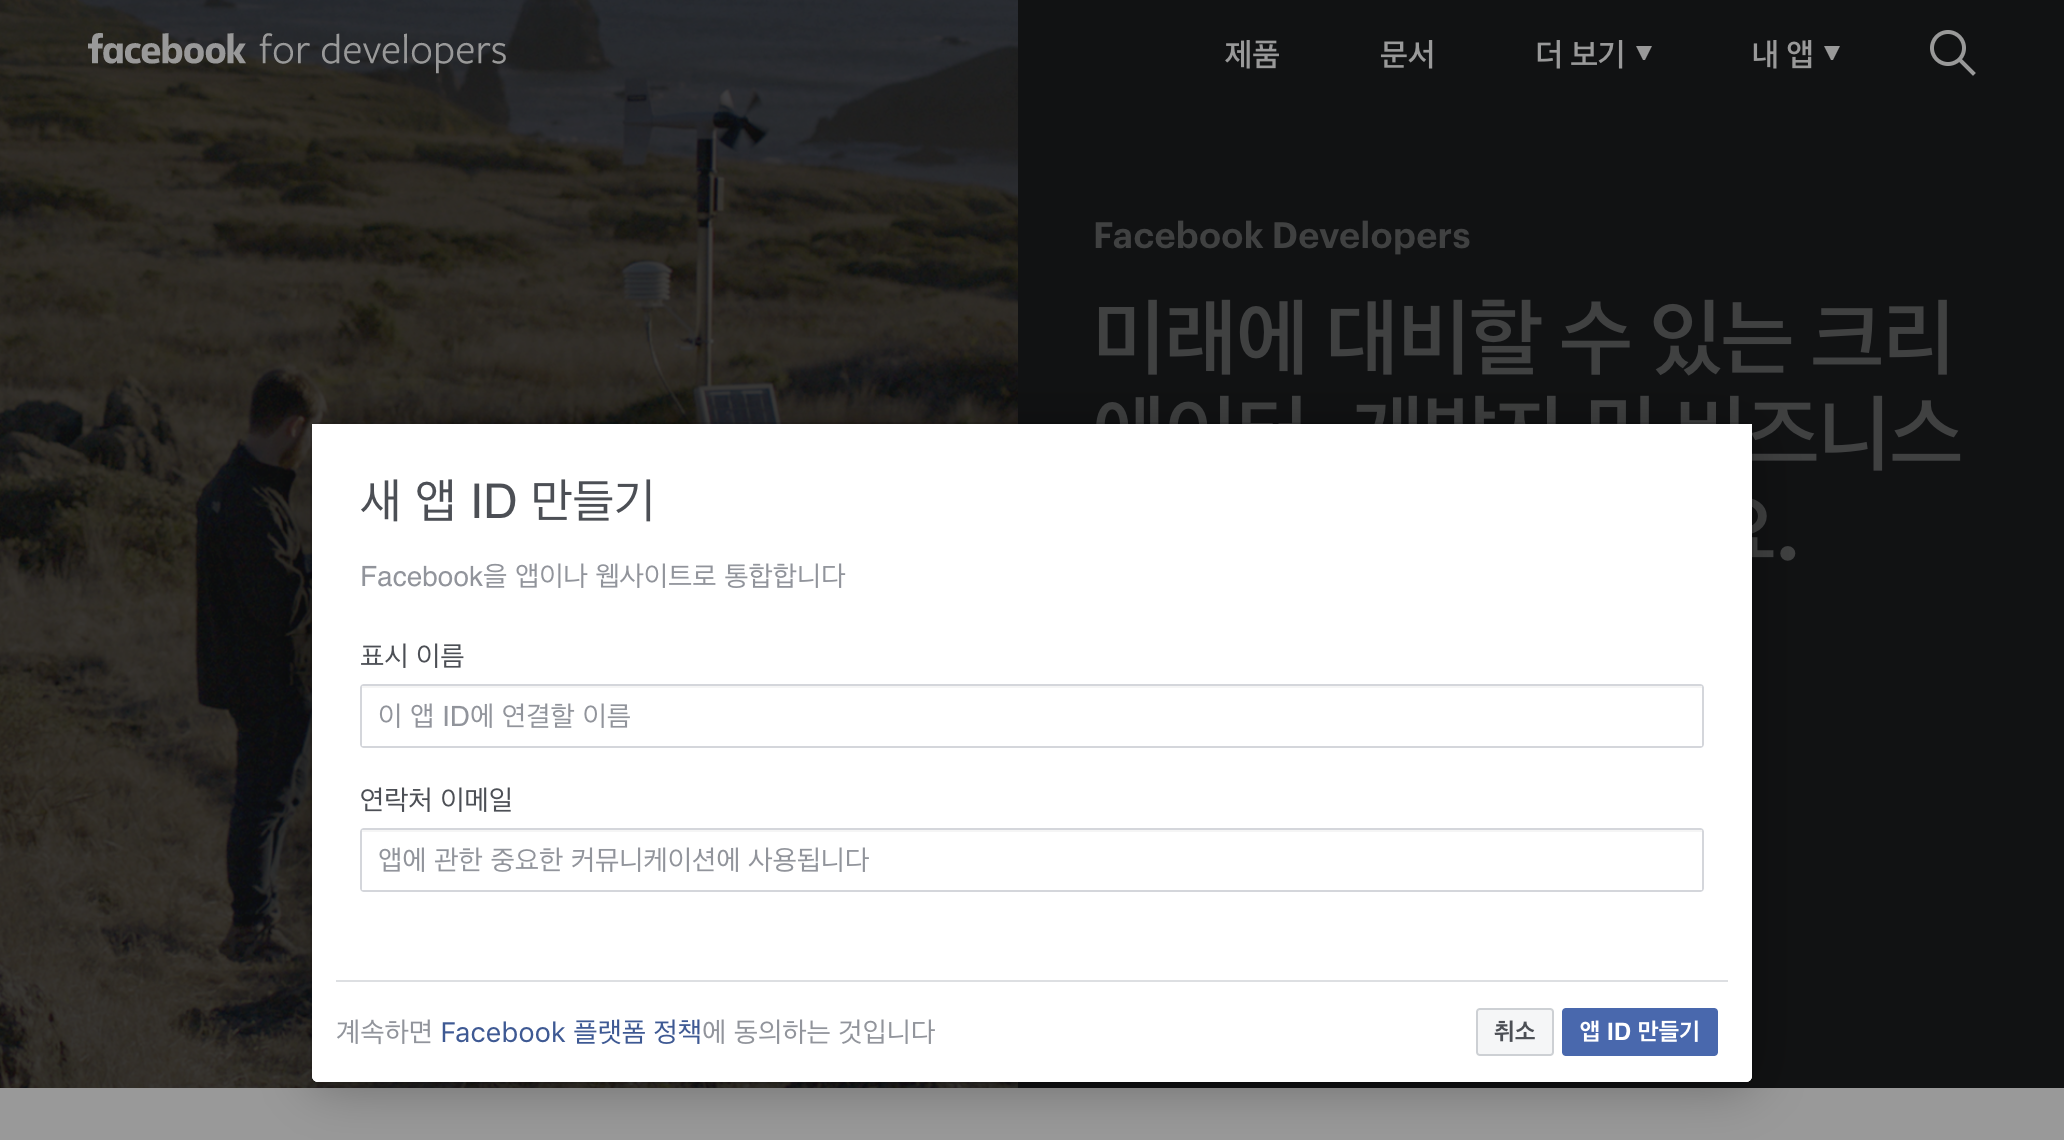 facebook for developers
제품
문서
더 보기 ▼
내 앱 ▼
Facebook Developers
미래에 대비할 수 있는 크리
비즈니스
요.
새 앱 ID 만들기
Facebook을 앱이나 웹사이트로 통합합니다
표시 이름
이 앱 ID에 연결할 이름
연락처 이메일
앱에 관한 중요한 커뮤니케이션에 사용됩니다
계속하면 Facebook 플랫폼 정책에 동의하는 것입니다
취소
앱 ID 만들기